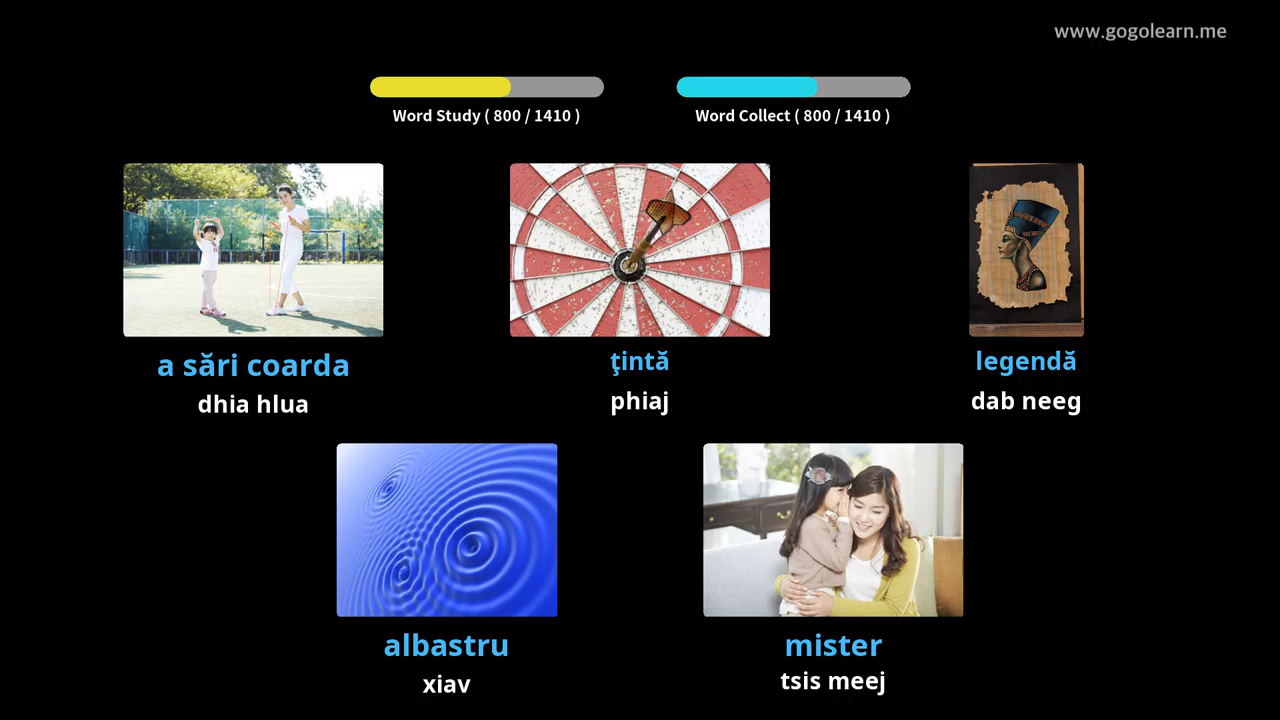 www.gogolearn.me
Word Study ( 800 / 1410 )
Word Collect ( 800 / 1410 )
a sări coarda
dhia hlua
ţintă
phiaj
legendă
dab neeg
albastru
xiav
mister
tsis meej